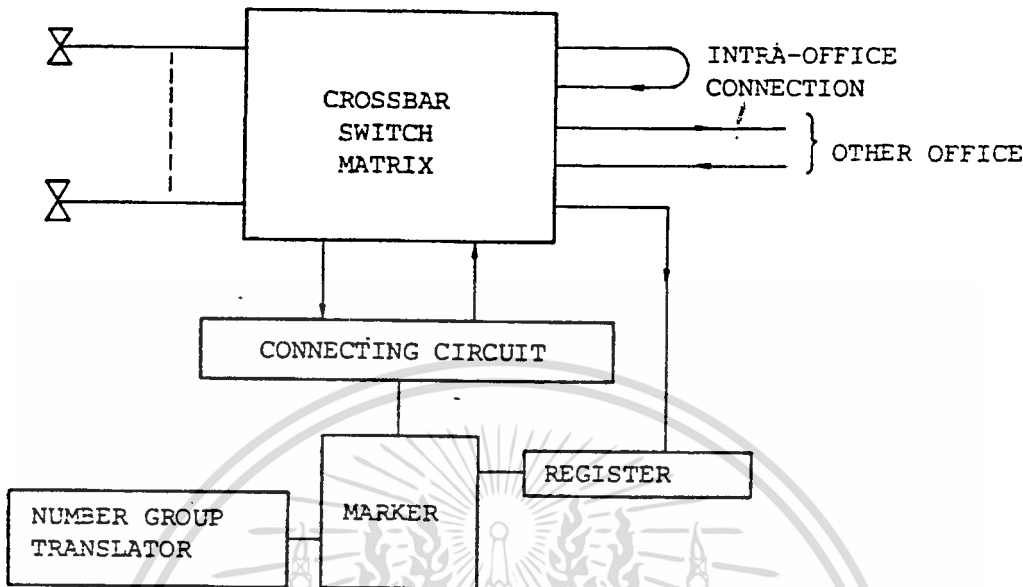 CROSSBAR
SWITCH
MATRIX
INTRA-OFFICE
CONNECTION
OTHER OFFICE
CONNECTING CIRCUIT
REGISTER
MARKER
NUMBER GROUP
TRANSLATOR